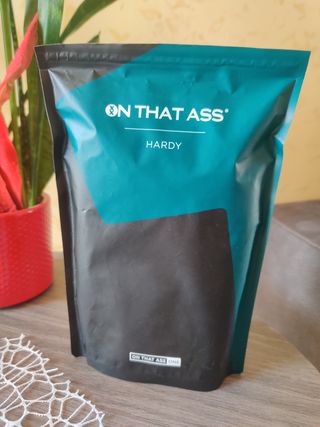 ON THAT ASS®
HARDY
ON THAT ASS ONE